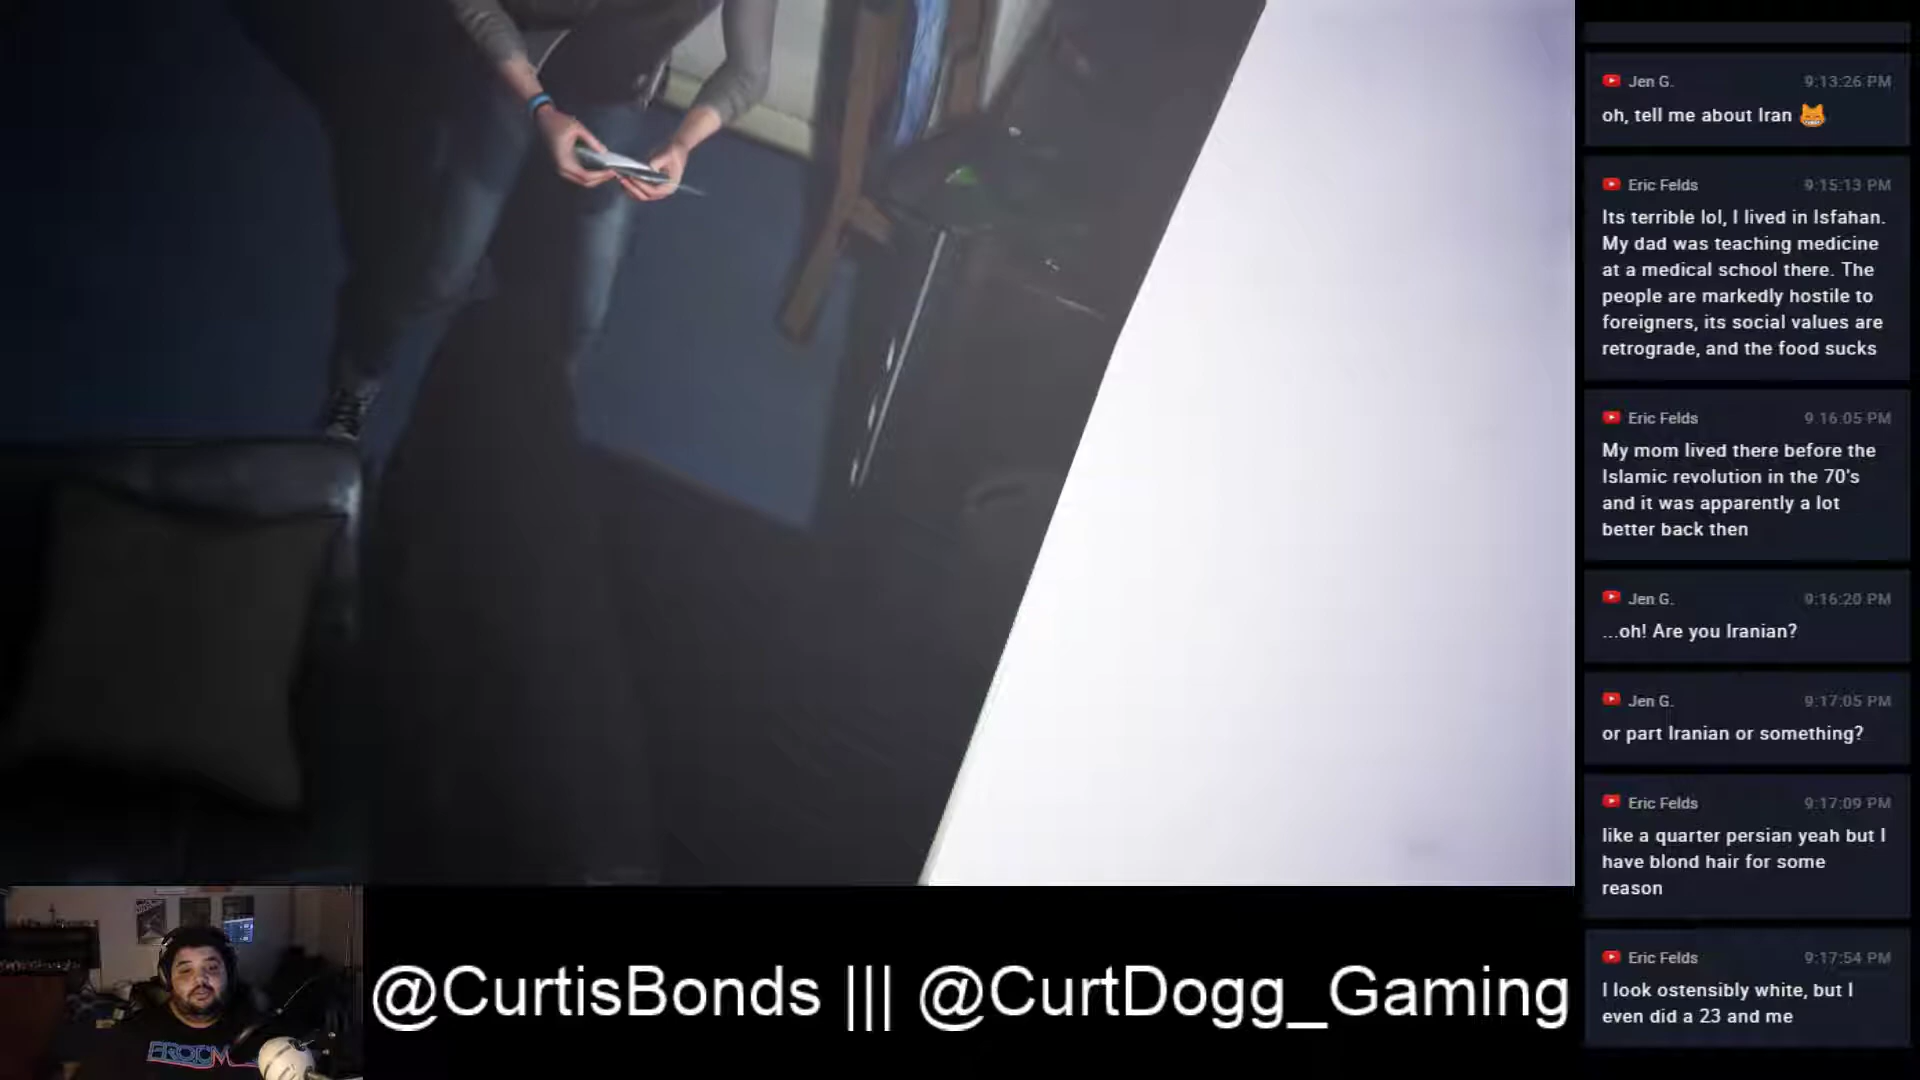 Jen G. 9:13:26 PM
oh, tell me about Iran
Eric Felds 9:15:13 PM
Its terrible lol, I lived in Isfahan.
My dad was teaching medicine
at a medical school there. The
people are markedly hostile to
foreigners, its social values are
retrograde, and the food sucks
Eric Felds 9:16:05 PM
My mom lived there before the
Islamic revolution in the 70's
and it was apparently a lot
better back then
Jen G. 9:16:20 PM
...oh! Are you Iranian?
Jen G. 9:17:05 PM
or part Iranian or something?
Eric Felds 9:17:09 PM
like a quarter persian yeah but I
have blond hair for some
reason
Eric Felds 9:17:54 PM
I look ostensibly white, but I
even did a 23 and me
@CurtisBonds ||| @CurtDogg_Gaming